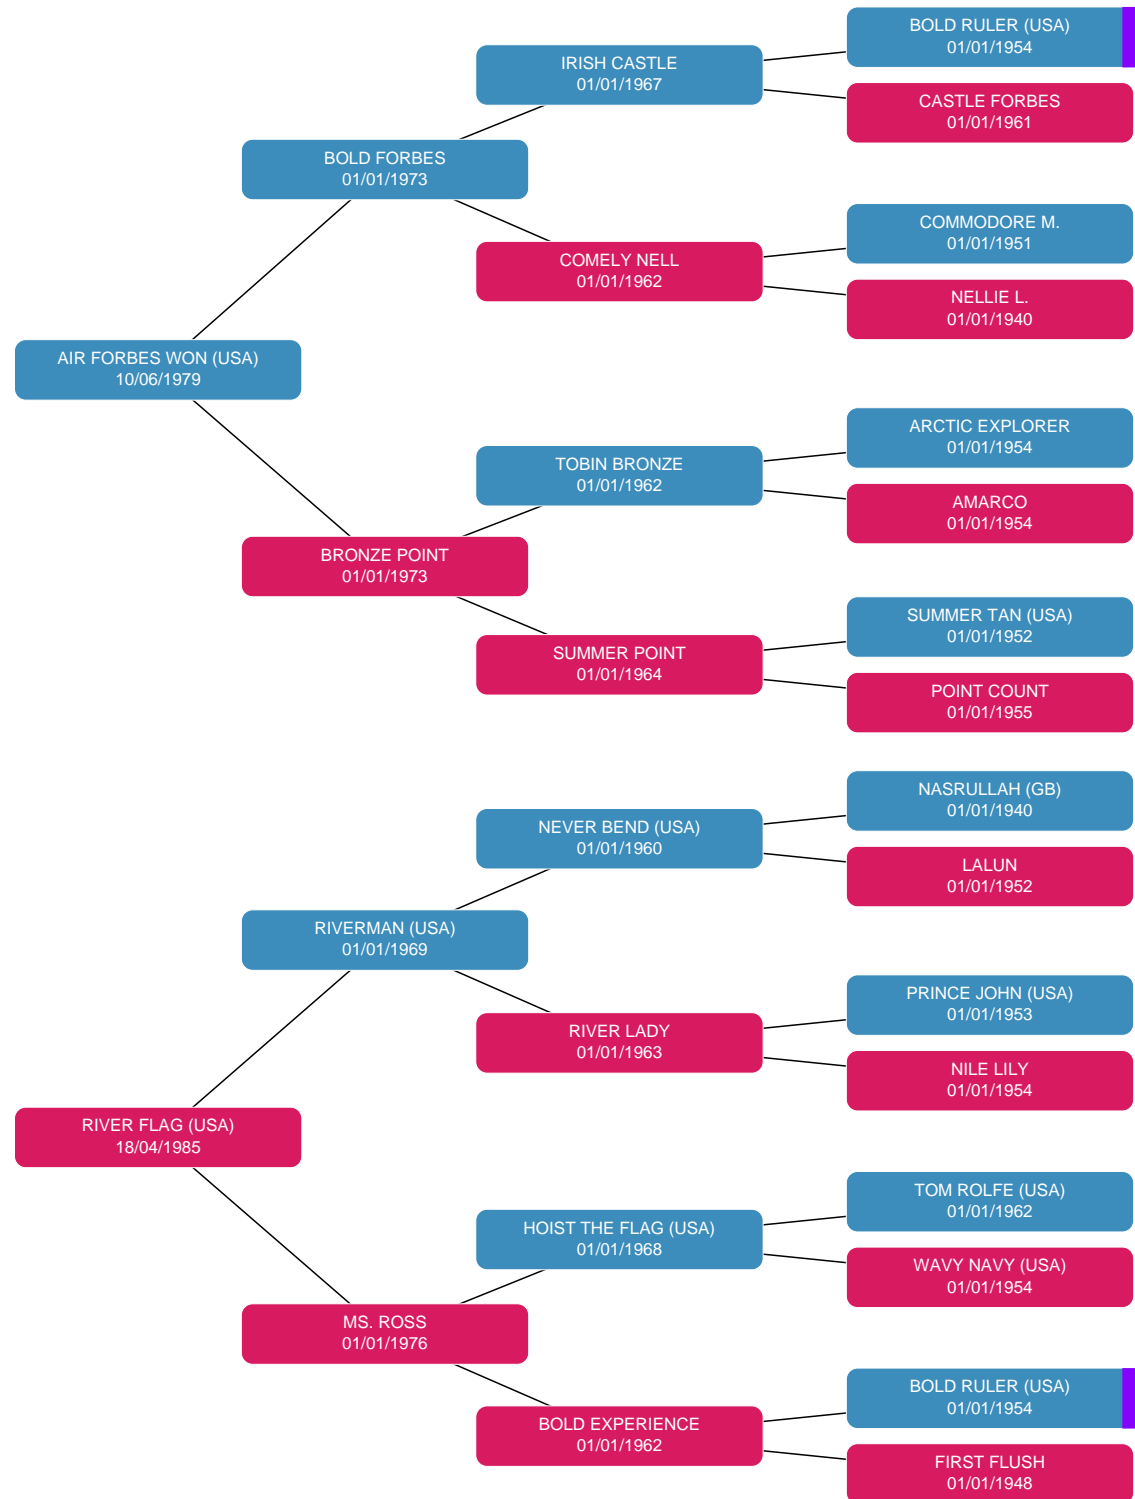 BOLD RULER (USA)
01/01/1954
IRISH CASTLE
01/01/1967
CASTLE FORBES
01/01/1961
BOLD FORBES
01/01/1973
COMMODORE M.
01/01/1951
COMELY NELL
01/01/1962
NELLIE L.
01/01/1940
AIR FORBES WON (USA)
10/06/1979
ARCTIC EXPLORER
01/01/1954
TOBIN BRONZE
01/01/1962
AMARCO
01/01/1954
BRONZE POINT
01/01/1973
SUMMER TAN (USA)
01/01/1952
SUMMER POINT
01/01/1964
POINT COUNT
01/01/1955
NASRULLAH (GB)
01/01/1940
NEVER BEND (USA)
01/01/1960
LALUN
01/01/1952
RIVERMAN (USA)
01/01/1969
PRINCE JOHN (USA)
01/01/1953
RIVER LADY
01/01/1963
NILE LILY
01/01/1954
RIVER FLAG (USA)
18/04/1985
TOM ROLFE (USA)
01/01/1962
HOIST THE FLAG (USA)
01/01/1968
WAVY NAVY (USA)
01/01/1954
MS. ROSS
01/01/1976
BOLD RULER (USA)
01/01/1954
BOLD EXPERIENCE
01/01/1962
FIRST FLUSH
01/01/1948